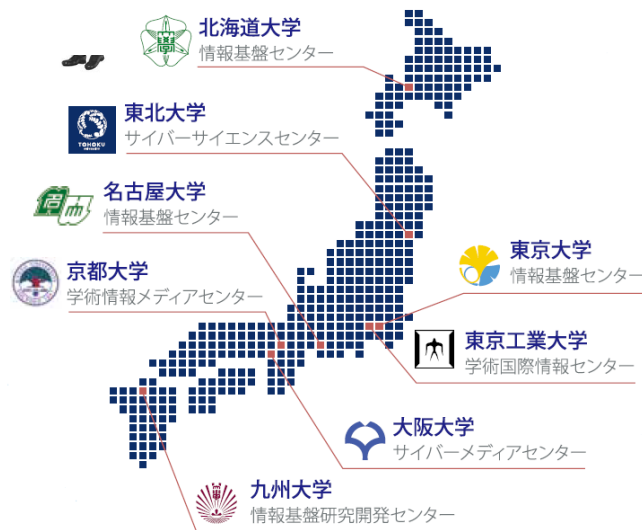 北海道大学
情報基盤センター
東北大学
サイバーサイエンスセンター
TOHOKU
名古屋大学
情報基盤センター
東京大学
情報基盤センター
京都大学
学術情報メディアセンター
東京工業大学
学術国際情報センター
大阪大学
サイバーメディアセンター
九州大学
情報基盤研究開発センター